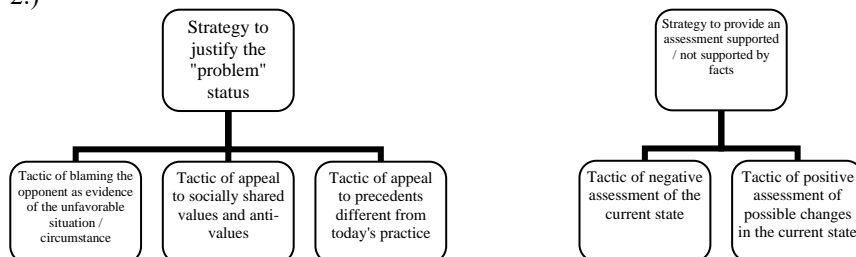 2.)
Strategy to
justify the
"problem"
status
Strategy to provide an
assessment supported
/ not supported by
facts
Tactic of blaming the
opponent as evidence
of the unfavorable
situation /
circumstance
Tactic of appeal
to socially shared
values and anti-
values
Tactic of appeal
to precedents
different from
today's practice
Tactic of negative
assessment of the
current state
Tactic of positive
assessment of
possible changes
in the current state